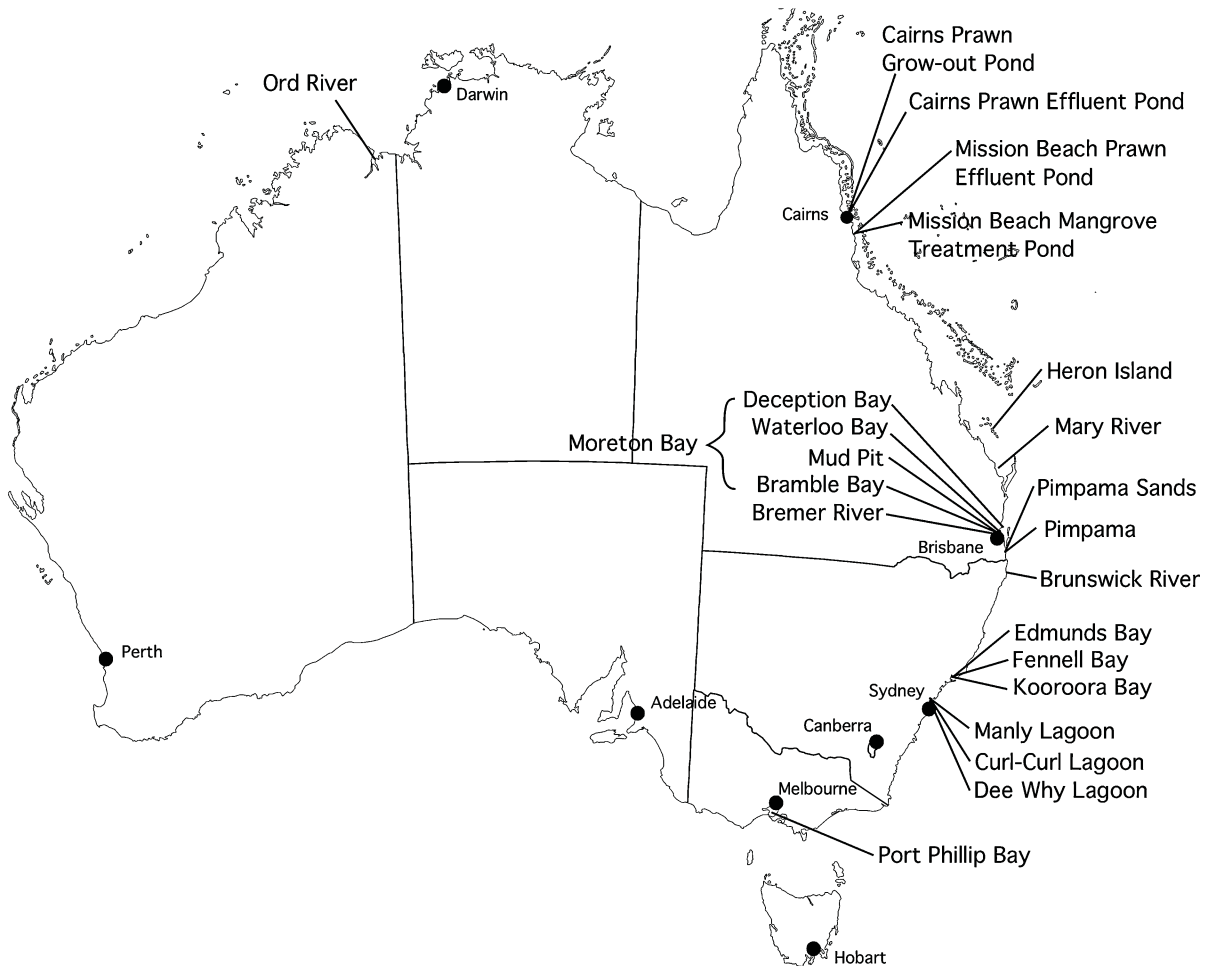 Cairns Prawn
Grow-out Pond
Ord River
Darwin
Cairns Prawn Effluent Pond
Mission Beach Prawn
Effluent Pond
Cairns
Mission Beach Mangrove
Treatment Pond
Heron Island
Deception Bay
Waterloo Bay
Mary River
Moreton Bay
Mud Pit
Bramble Bay
Pimpama Sands
Bremer River
Pimpama
Brisbane
Brunswick River
Edmunds Bay
Perth
Fennell Bay
Kooroora Bay
Sydney
Adelaide
Canberra
Manly Lagoon
Curl-Curl Lagoon
Melbourne
Dee Why Lagoon
Port Phillip Bay
Hobart